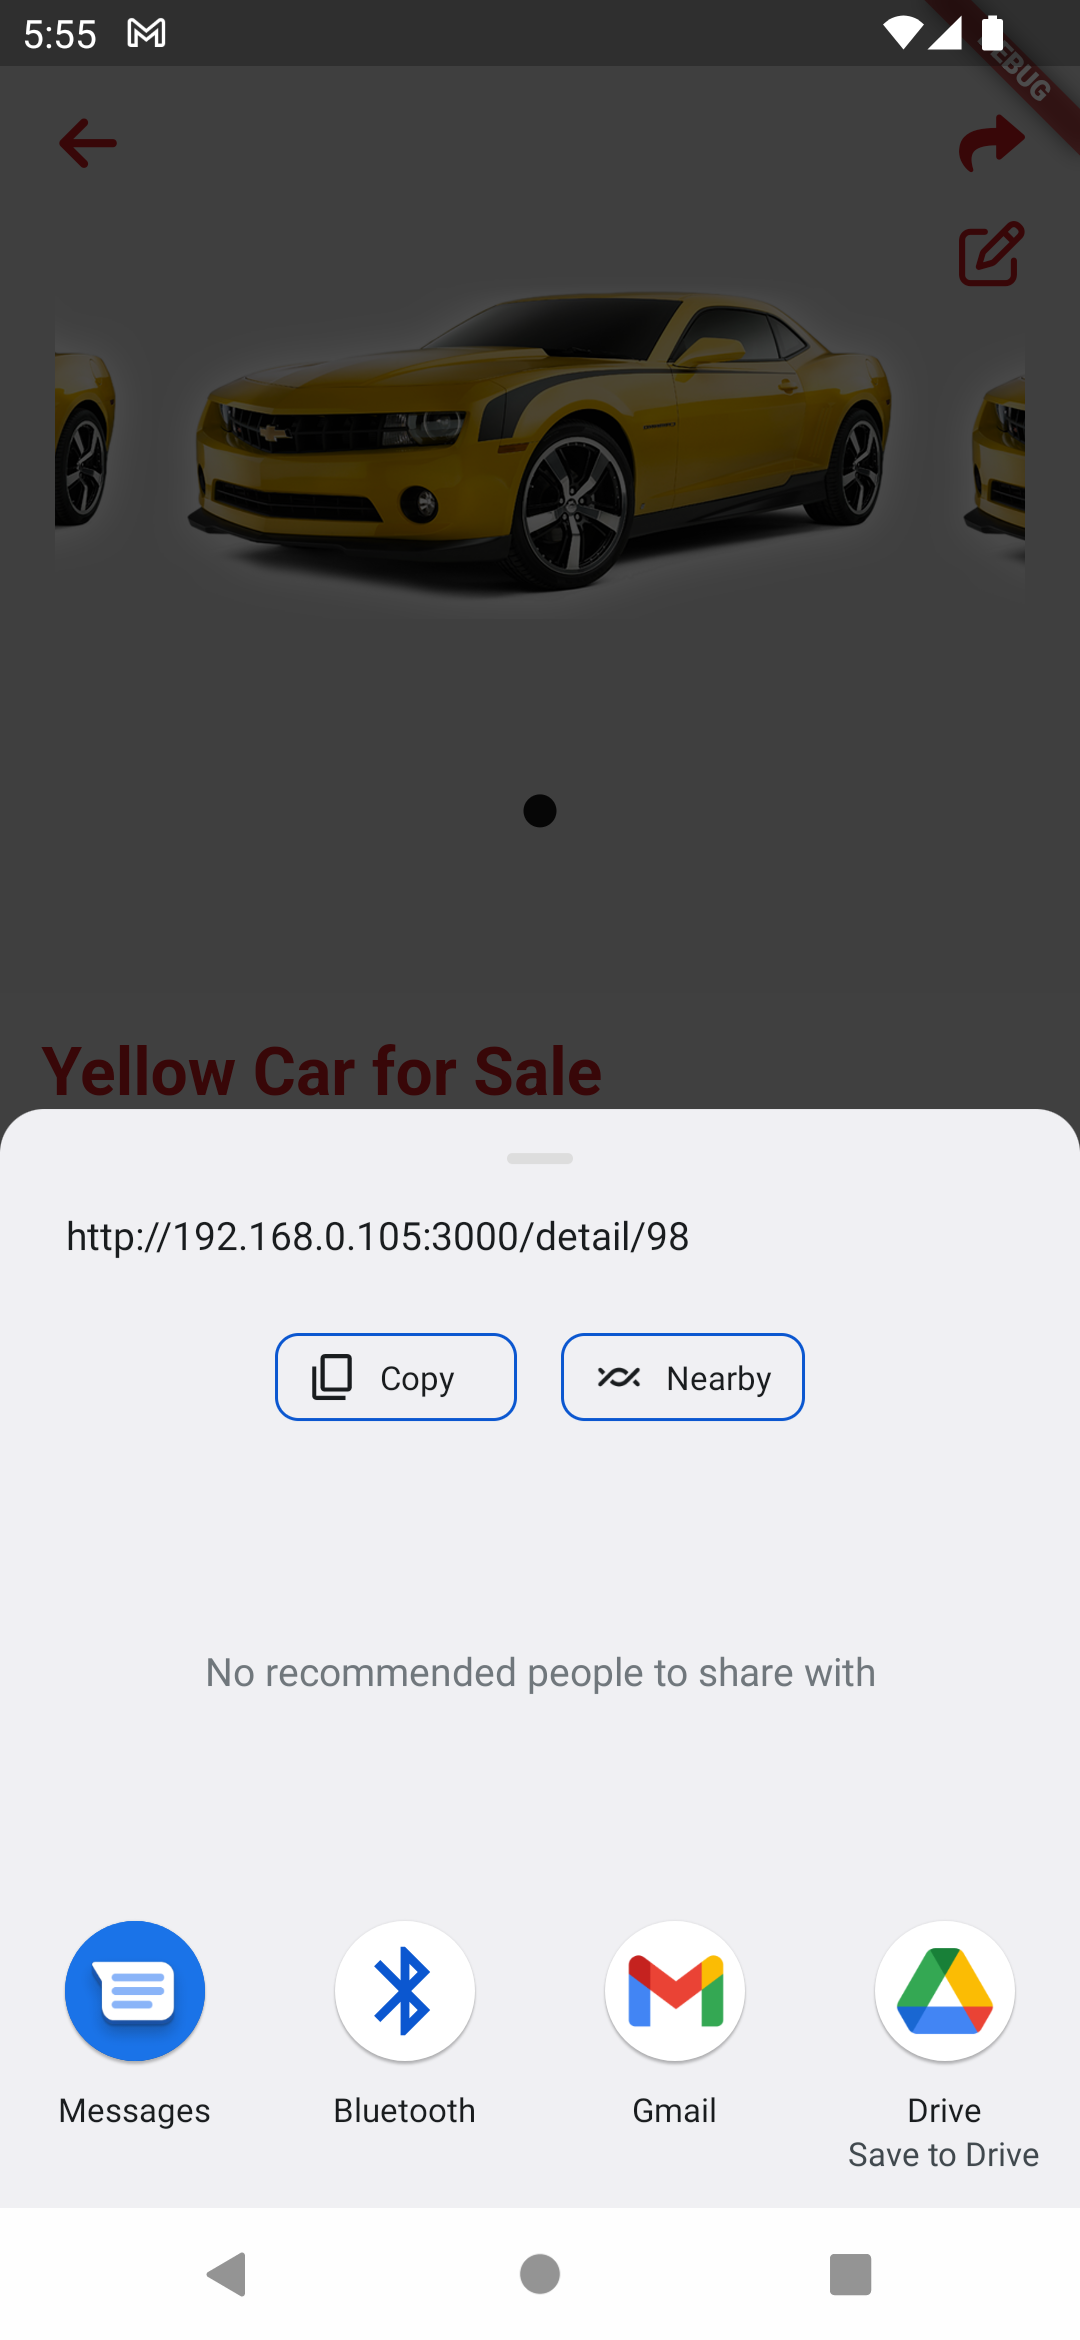 5:55
DEBUG
Yellow Car for Sale
http://192.168.0.105:3000/detail/98
Copy
Nearby
No recommended people to share with
Messages
Bluetooth
Gmail
Drive
Save to Drive